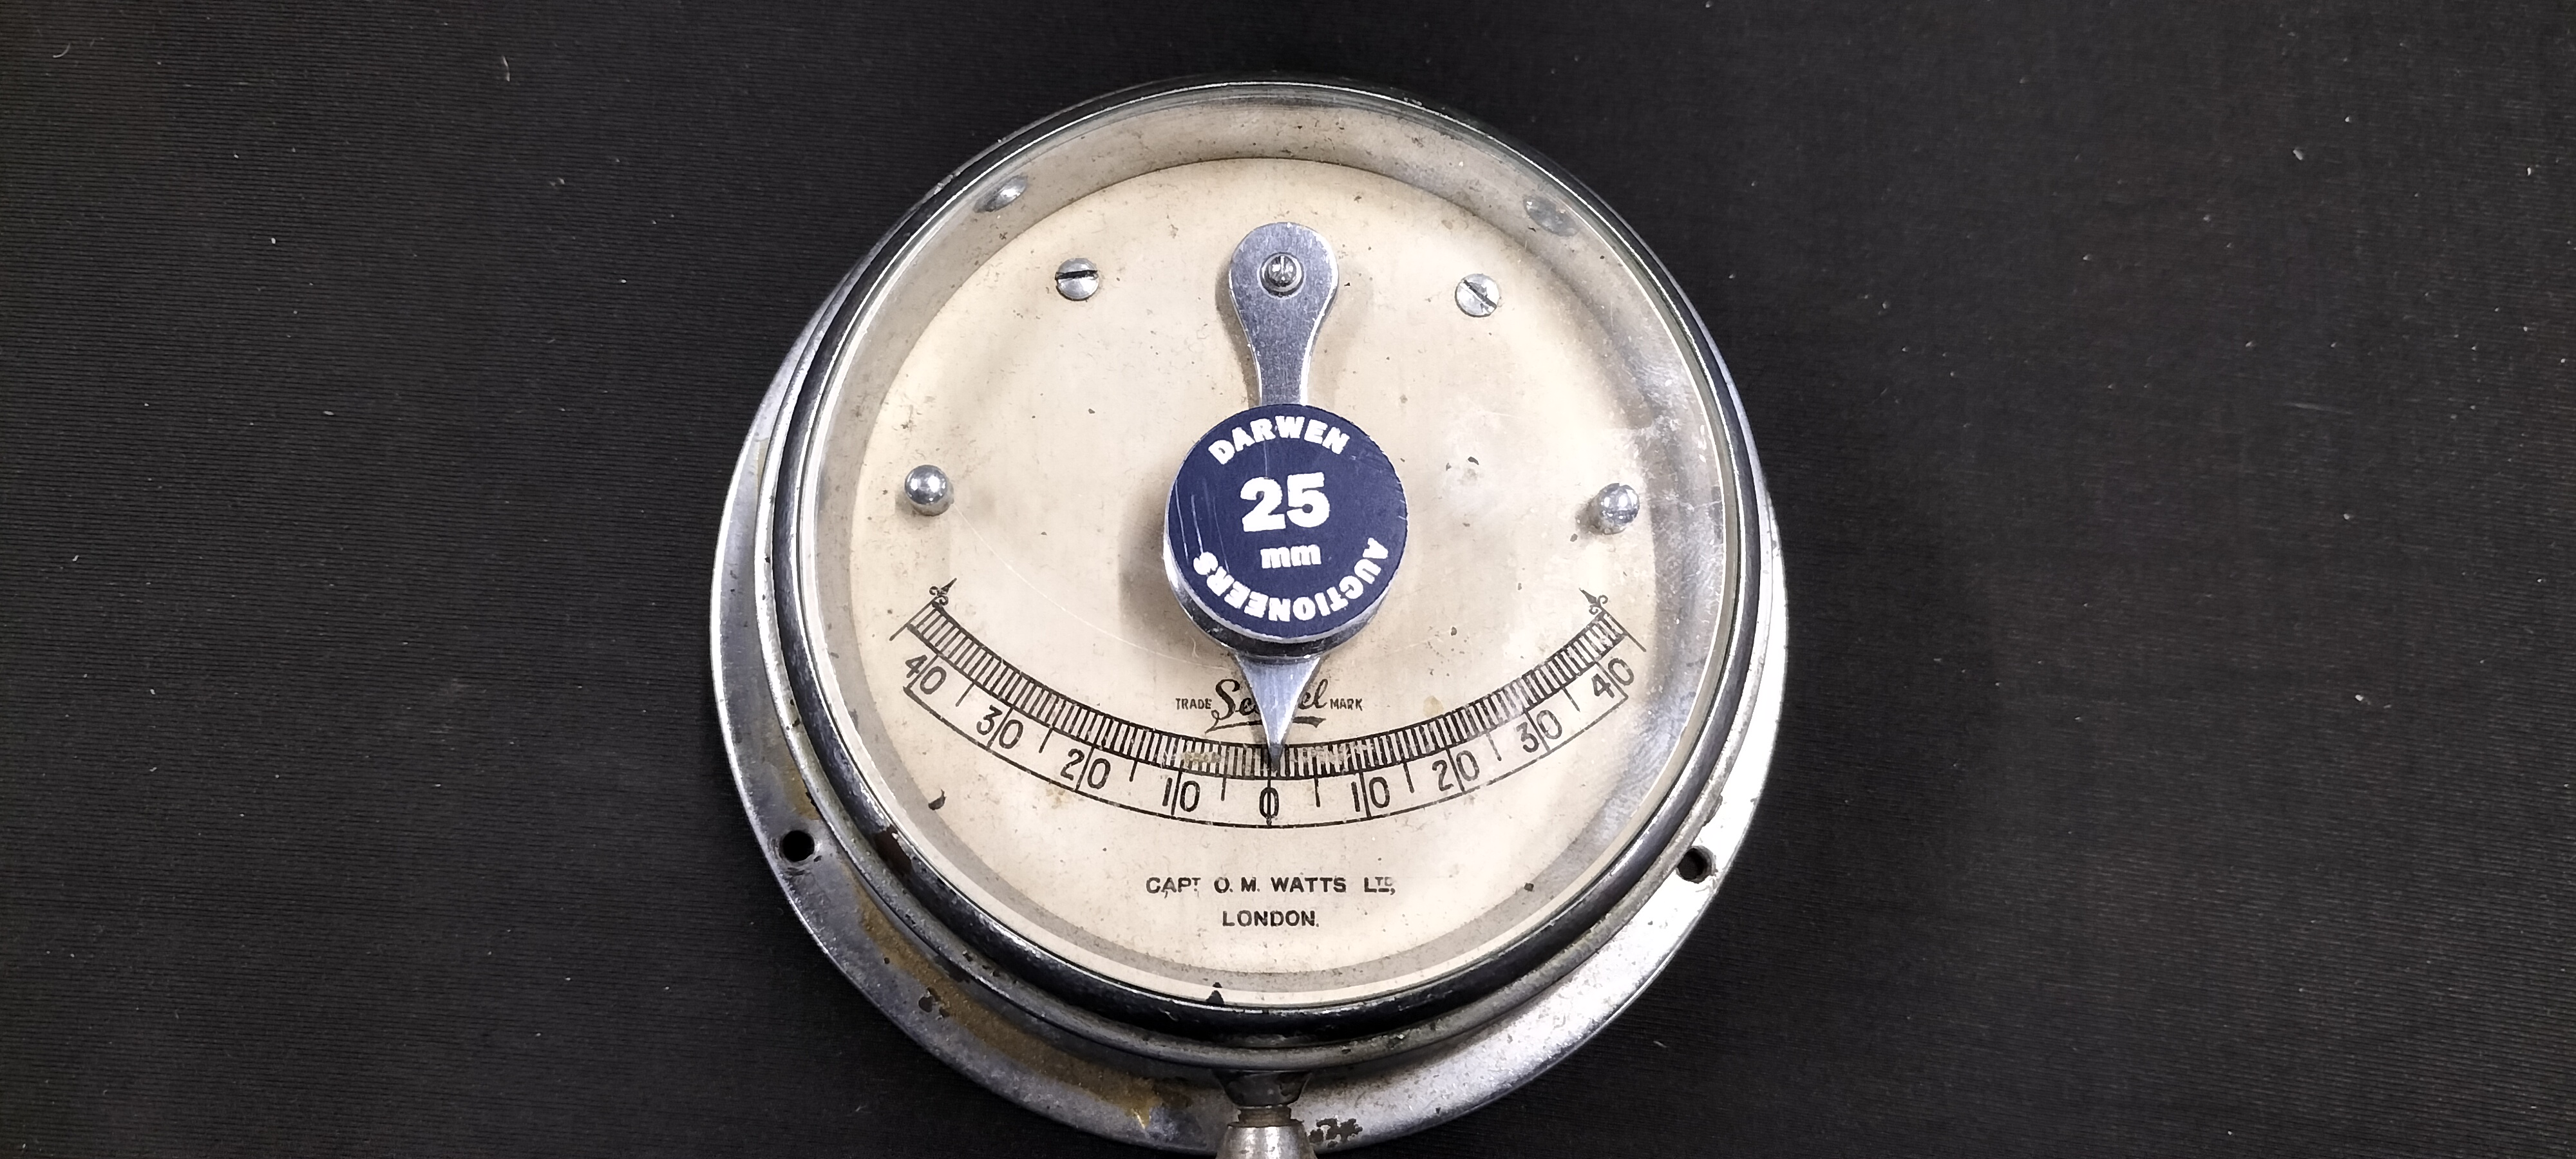 DARWEN
25
mm
AUCTIONEERS
TRADE MARK
40 30 20 10 0 10 20 30 40
CAPT O. M. WATTS LTD,
LONDON.